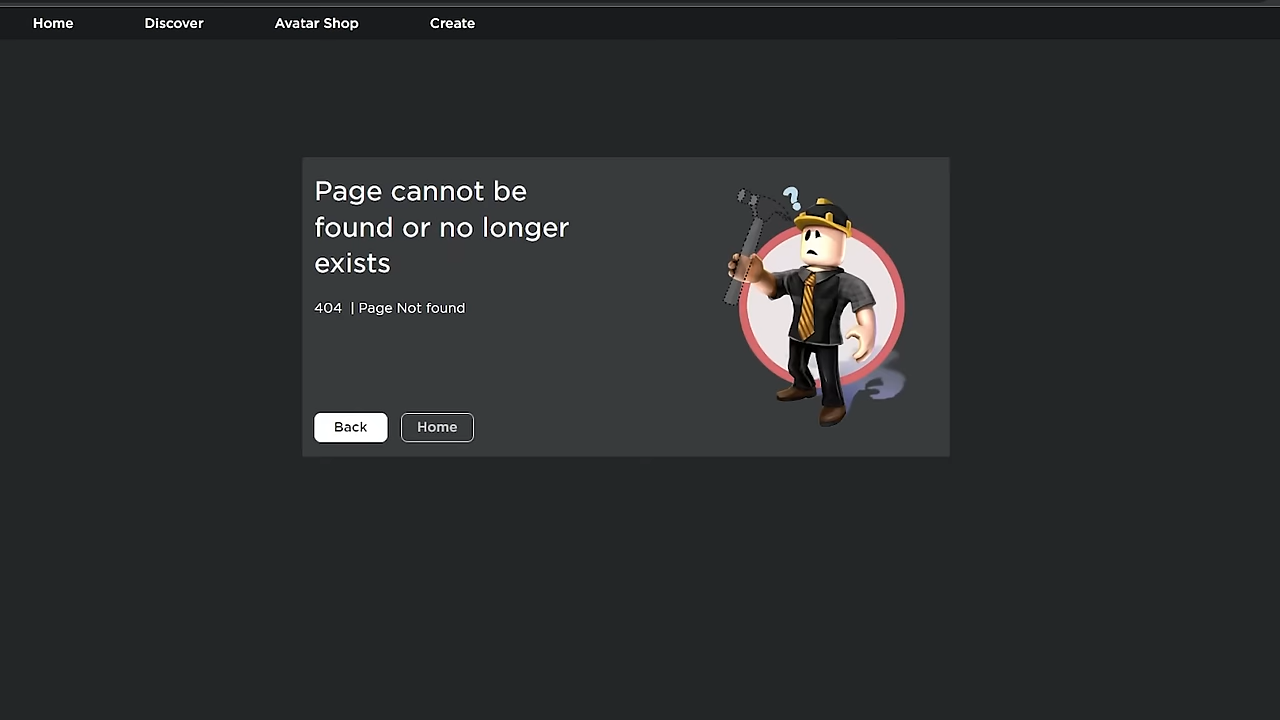 Home Discover Avatar Shop Create
Page cannot be
found or no longer
exists
404 | Page Not found
Back Home
?